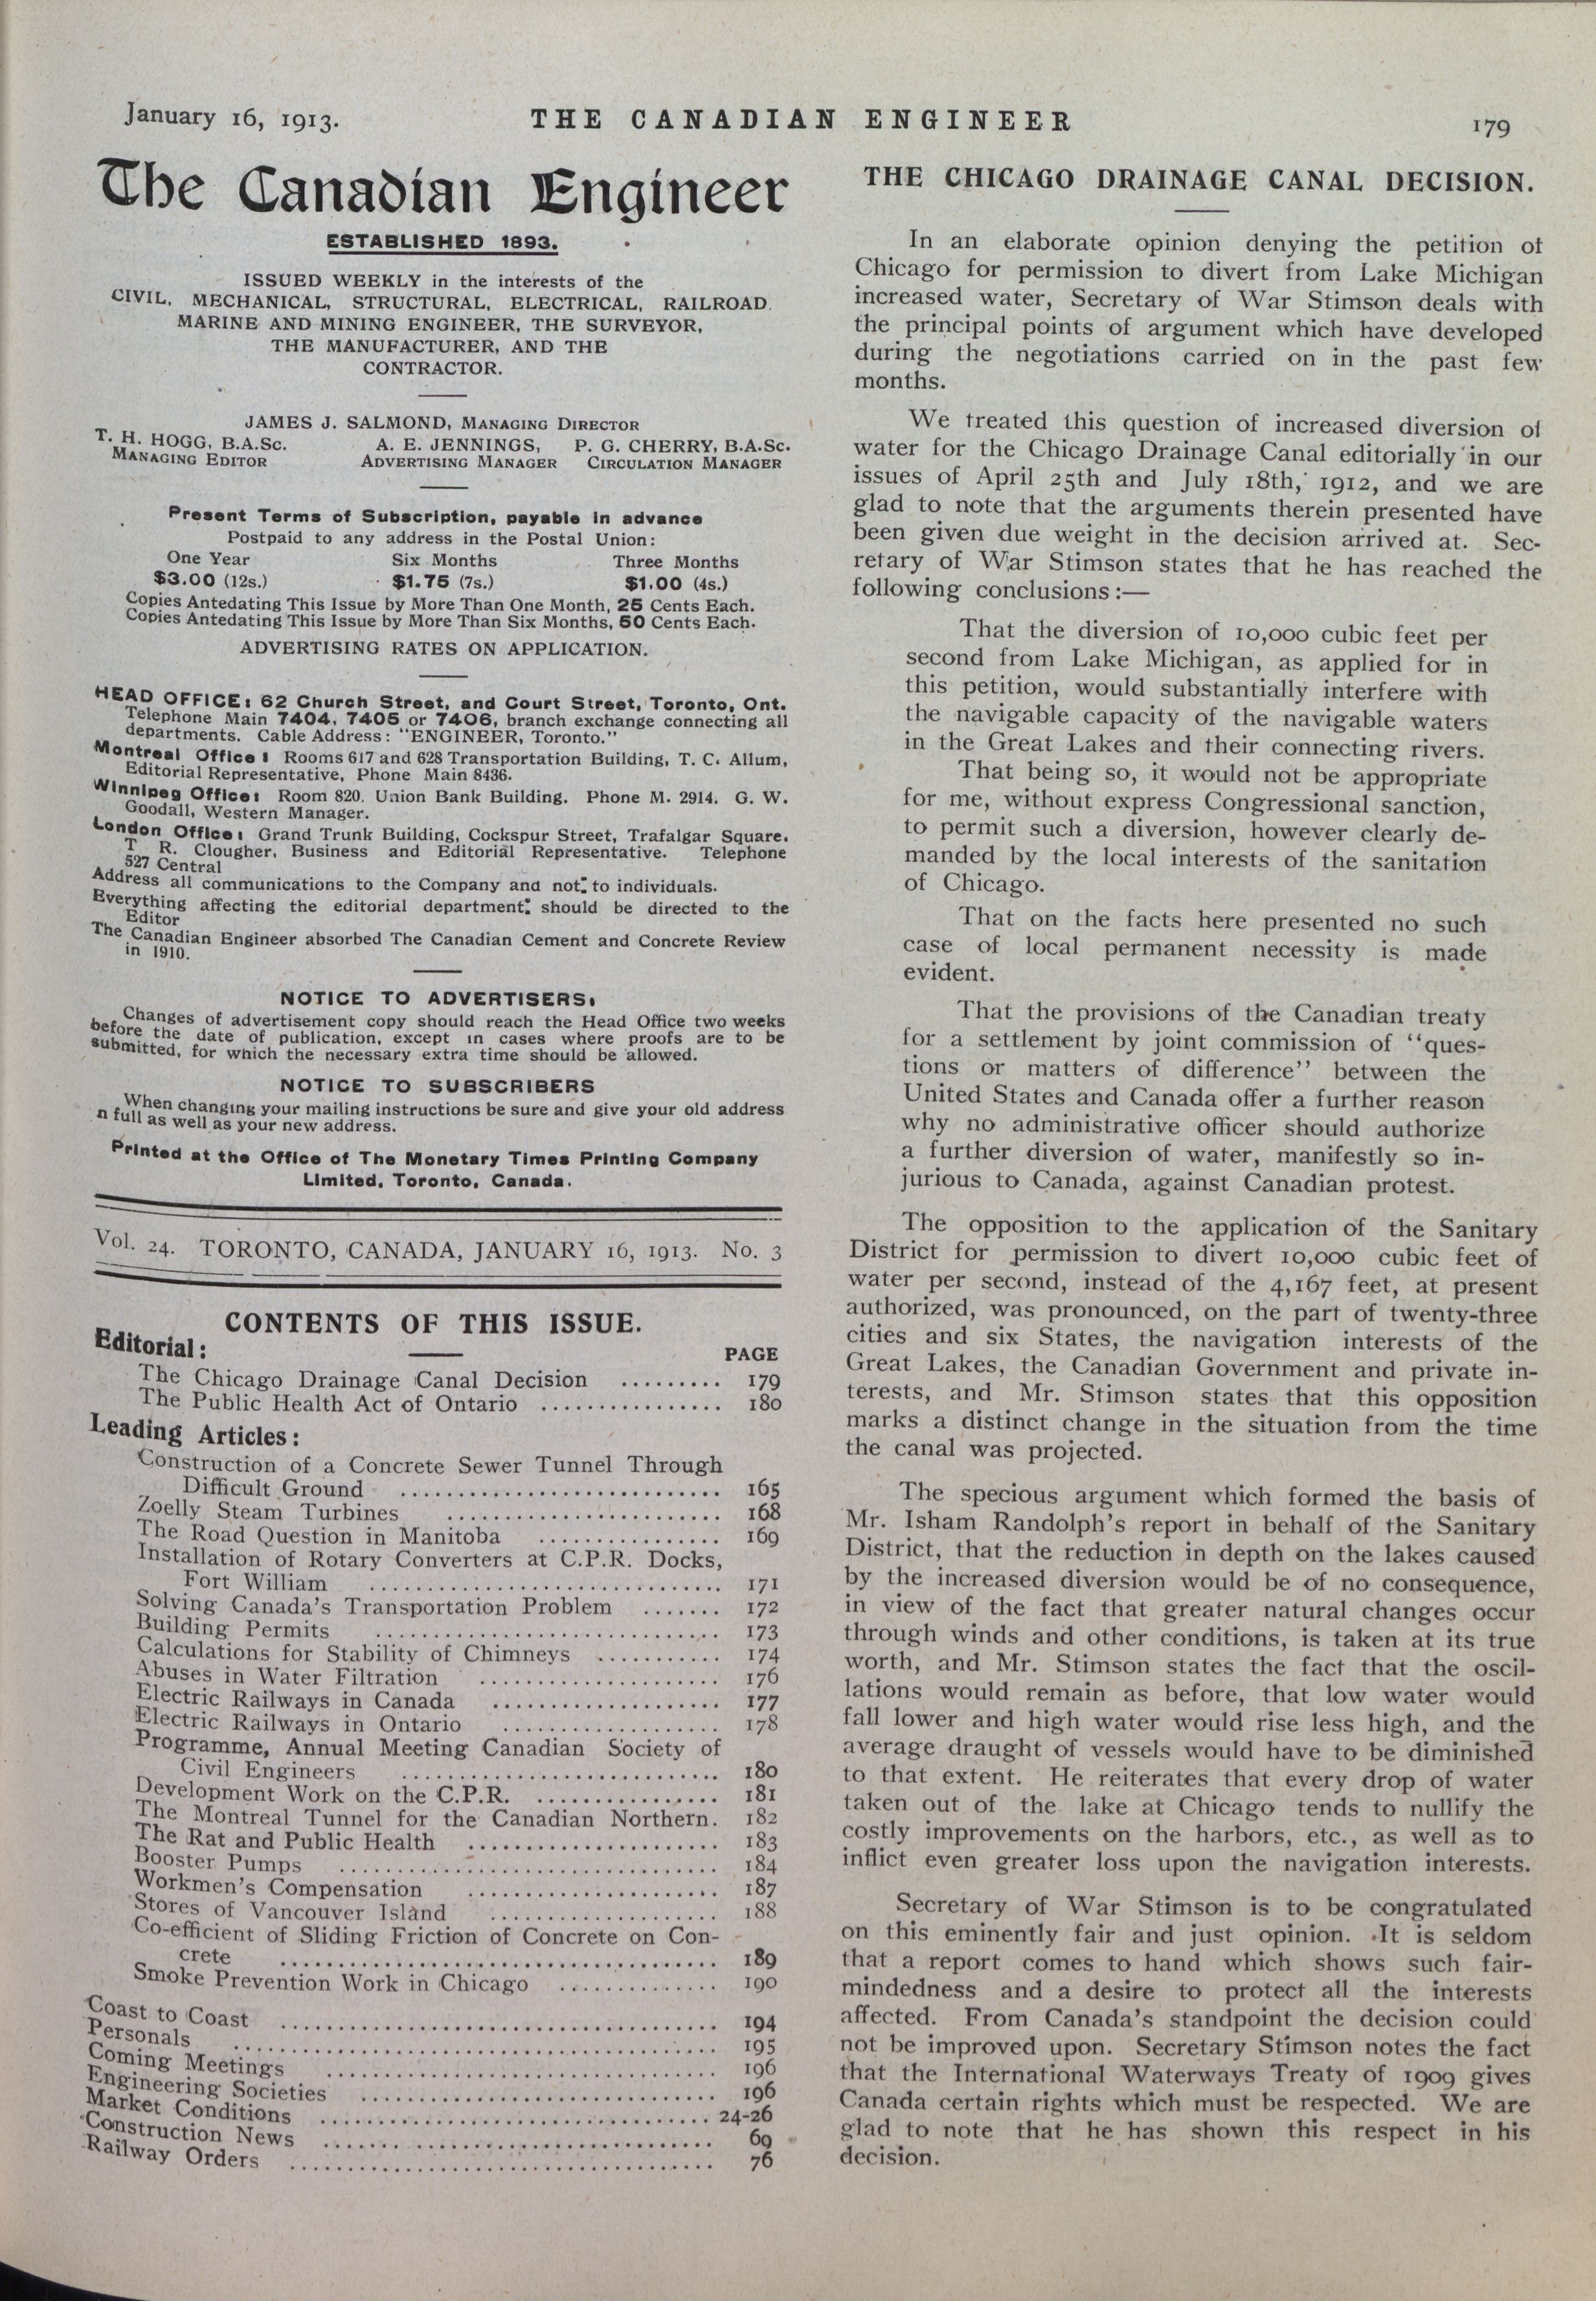 January 16, 1913.
THE CANADIAN ENGINEER
179
The Canadian Engineer
ESTABLISHED 1893.
ISSUED WEEKLY in the interests of the
CIVIL, MECHANICAL, STRUCTURAL, ELECTRICAL, RAILROAD.
MARINE AND MINING ENGINEER, THE SURVEYOR,
THE MANUFACTURER, AND THE
CONTRACTOR.
JAMES J. SALMOND, MANAGING DIRECTOR
T. H. HOGG, B.A.Sc. A. E. JENNINGS, P. G. CHERRY, B.A.Sc.
MANAGING EDITOR ADVERTISING MANAGER CIRCULATION MANAGER
Present Terms of Subscription, payable in advance
Postpaid to any address in the Postal Union:
One Year Six Months Three Months
$3.00 (12s.) $1.75 (7s.) $1.00 (4s.)
Copies Antedating This Issue by More Than One Month, 25 Cents Each.
Copies Antedating This Issue by More Than Six Months, 50 Cents Each.
ADVERTISING RATES ON APPLICATION.
HEAD OFFICE: 62 Church Street, and Court Street, Toronto, Ont.
Telephone Main 7404, 7405 or 7406, branch exchange connecting all
departments. Cable Address: "ENGINEER, Toronto."
Montreal Office: Rooms 617 and 628 Transportation Building, T. C. Allum,
Editorial Representative, Phone Main 8436.
Winnipeg Office: Room 820, Union Bank Building. Phone M. 2914. G. W.
Goodall, Western Manager.
London Office: Grand Trunk Building, Cockspur Street, Trafalgar Square.
T R. Clougher, Business and Editorial Representative. Telephone
527 Central
Address all communications to the Company and not to individuals.
Everything affecting the editorial department should be directed to the
Editor
The Canadian Engineer absorbed The Canadian Cement and Concrete Review
in 1910.
NOTICE TO ADVERTISERS.
Changes of advertisement copy should reach the Head Office two weeks
before the date of publication, except in cases where proofs are to be
submitted, for which the necessary extra time should be allowed.
NOTICE TO SUBSCRIBERS
When changing your mailing instructions be sure and give your old address
n full as well as your new address.
Printed at the Office of The Monetary Times Printing Company
Limited, Toronto, Canada.
Vol. 24. TORONTO, CANADA, JANUARY 16, 1913. No. 3
CONTENTS OF THIS ISSUE.
Editorial: PAGE
The Chicago Drainage Canal Decision ......... 179
The Public Health Act of Ontario ................ 180
Leading Articles:
Construction of a Concrete Sewer Tunnel Through
Difficult Ground ............................ 165
Zoelly Steam Turbines ........................ 168
The Road Question in Manitoba ................ 169
Installation of Rotary Converters at C.P.R. Docks,
Fort William .............................. 171
Solving Canada's Transportation Problem ....... 172
Building Permits .............................. 173
Calculations for Stability of Chimneys ........... 174
Abuses in Water Filtration ..................... 176
Electric Railways in Canada .................... 177
Electric Railways in Ontario ................... 178
Programme, Annual Meeting Canadian Society of
Civil Engineers ........................... 180
Development Work on the C.P.R. ................ 181
The Montreal Tunnel for the Canadian Northern. 182
The Rat and Public Health ...................... 183
Booster Pumps ................................ 184
Workmen's Compensation ...................... 187
Stores of Vancouver Island .................... 188
Co-efficient of Sliding Friction of Concrete on Con-
crete ...................................... 189
Smoke Prevention Work in Chicago .............. 190
Coast to Coast ...................................... 194
Personals .......................................... 195
Coming Meetings .................................. 196
Engineering Societies ............................... 196
Market Conditions .................................. 24-26
Construction News .................................. 69
Railway Orders ..................................... 76
THE CHICAGO DRAINAGE CANAL DECISION.
In an elaborate opinion denying the petition of
Chicago for permission to divert from Lake Michigan
increased water, Secretary of War Stimson deals with
the principal points of argument which have developed
during the negotiations carried on in the past few
months.
We treated this question of increased diversion of
water for the Chicago Drainage Canal editorially in our
issues of April 25th and July 18th, 1912, and we are
glad to note that the arguments therein presented have
been given due weight in the decision arrived at. Sec-
retary of War Stimson states that he has reached the
following conclusions:—
That the diversion of 10,000 cubic feet per
second from Lake Michigan, as applied for in
this petition, would substantially interfere with
the navigable capacity of the navigable waters
in the Great Lakes and their connecting rivers.
That being so, it would not be appropriate
for me, without express Congressional sanction,
to permit such a diversion, however clearly de-
manded by the local interests of the sanitation
of Chicago.
That on the facts here presented no such
case of local permanent necessity is made
evident.
That the provisions of the Canadian treaty
for a settlement by joint commission of "ques-
tions or matters of difference" between the
United States and Canada offer a further reason
why no administrative officer should authorize
a further diversion of water, manifestly so in-
jurious to Canada, against Canadian protest.
The opposition to the application of the Sanitary
District for permission to divert 10,000 cubic feet of
water per second, instead of the 4,167 feet, at present
authorized, was pronounced, on the part of twenty-three
cities and six States, the navigation interests of the
Great Lakes, the Canadian Government and private in-
terests, and Mr. Stimson states that this opposition
marks a distinct change in the situation from the time
the canal was projected.
The specious argument which formed the basis of
Mr. Isham Randolph's report in behalf of the Sanitary
District, that the reduction in depth on the lakes caused
by the increased diversion would be of no consequence,
in view of the fact that greater natural changes occur
through winds and other conditions, is taken at its true
worth, and Mr. Stimson states the fact that the oscil-
lations would remain as before, that low water would
fall lower and high water would rise less high, and the
average draught of vessels would have to be diminished
to that extent. He reiterates that every drop of water
taken out of the lake at Chicago tends to nullify the
costly improvements on the harbors, etc., as well as to
inflict even greater loss upon the navigation interests.
Secretary of War Stimson is to be congratulated
on this eminently fair and just opinion. It is seldom
that a report comes to hand which shows such fair-
mindedness and a desire to protect all the interests
affected. From Canada's standpoint the decision could
not be improved upon. Secretary Stimson notes the fact
that the International Waterways Treaty of 1909 gives
Canada certain rights which must be respected. We are
glad to note that he has shown this respect in his
decision.